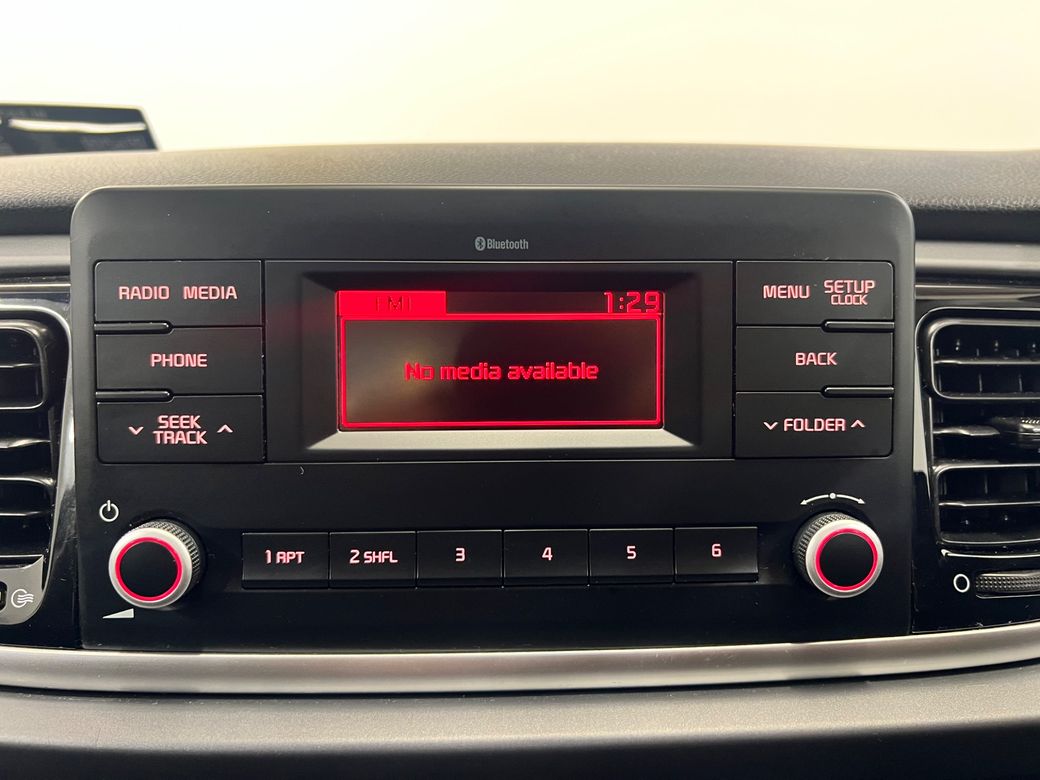 Bluetooth
RADIO MEDIA
PHONE
SEEK
TRACK
FM1 1:29
No media available
MENU SETUP
CLOCK
BACK
FOLDER
1 RPT 2 SHFL 3 4 5 6